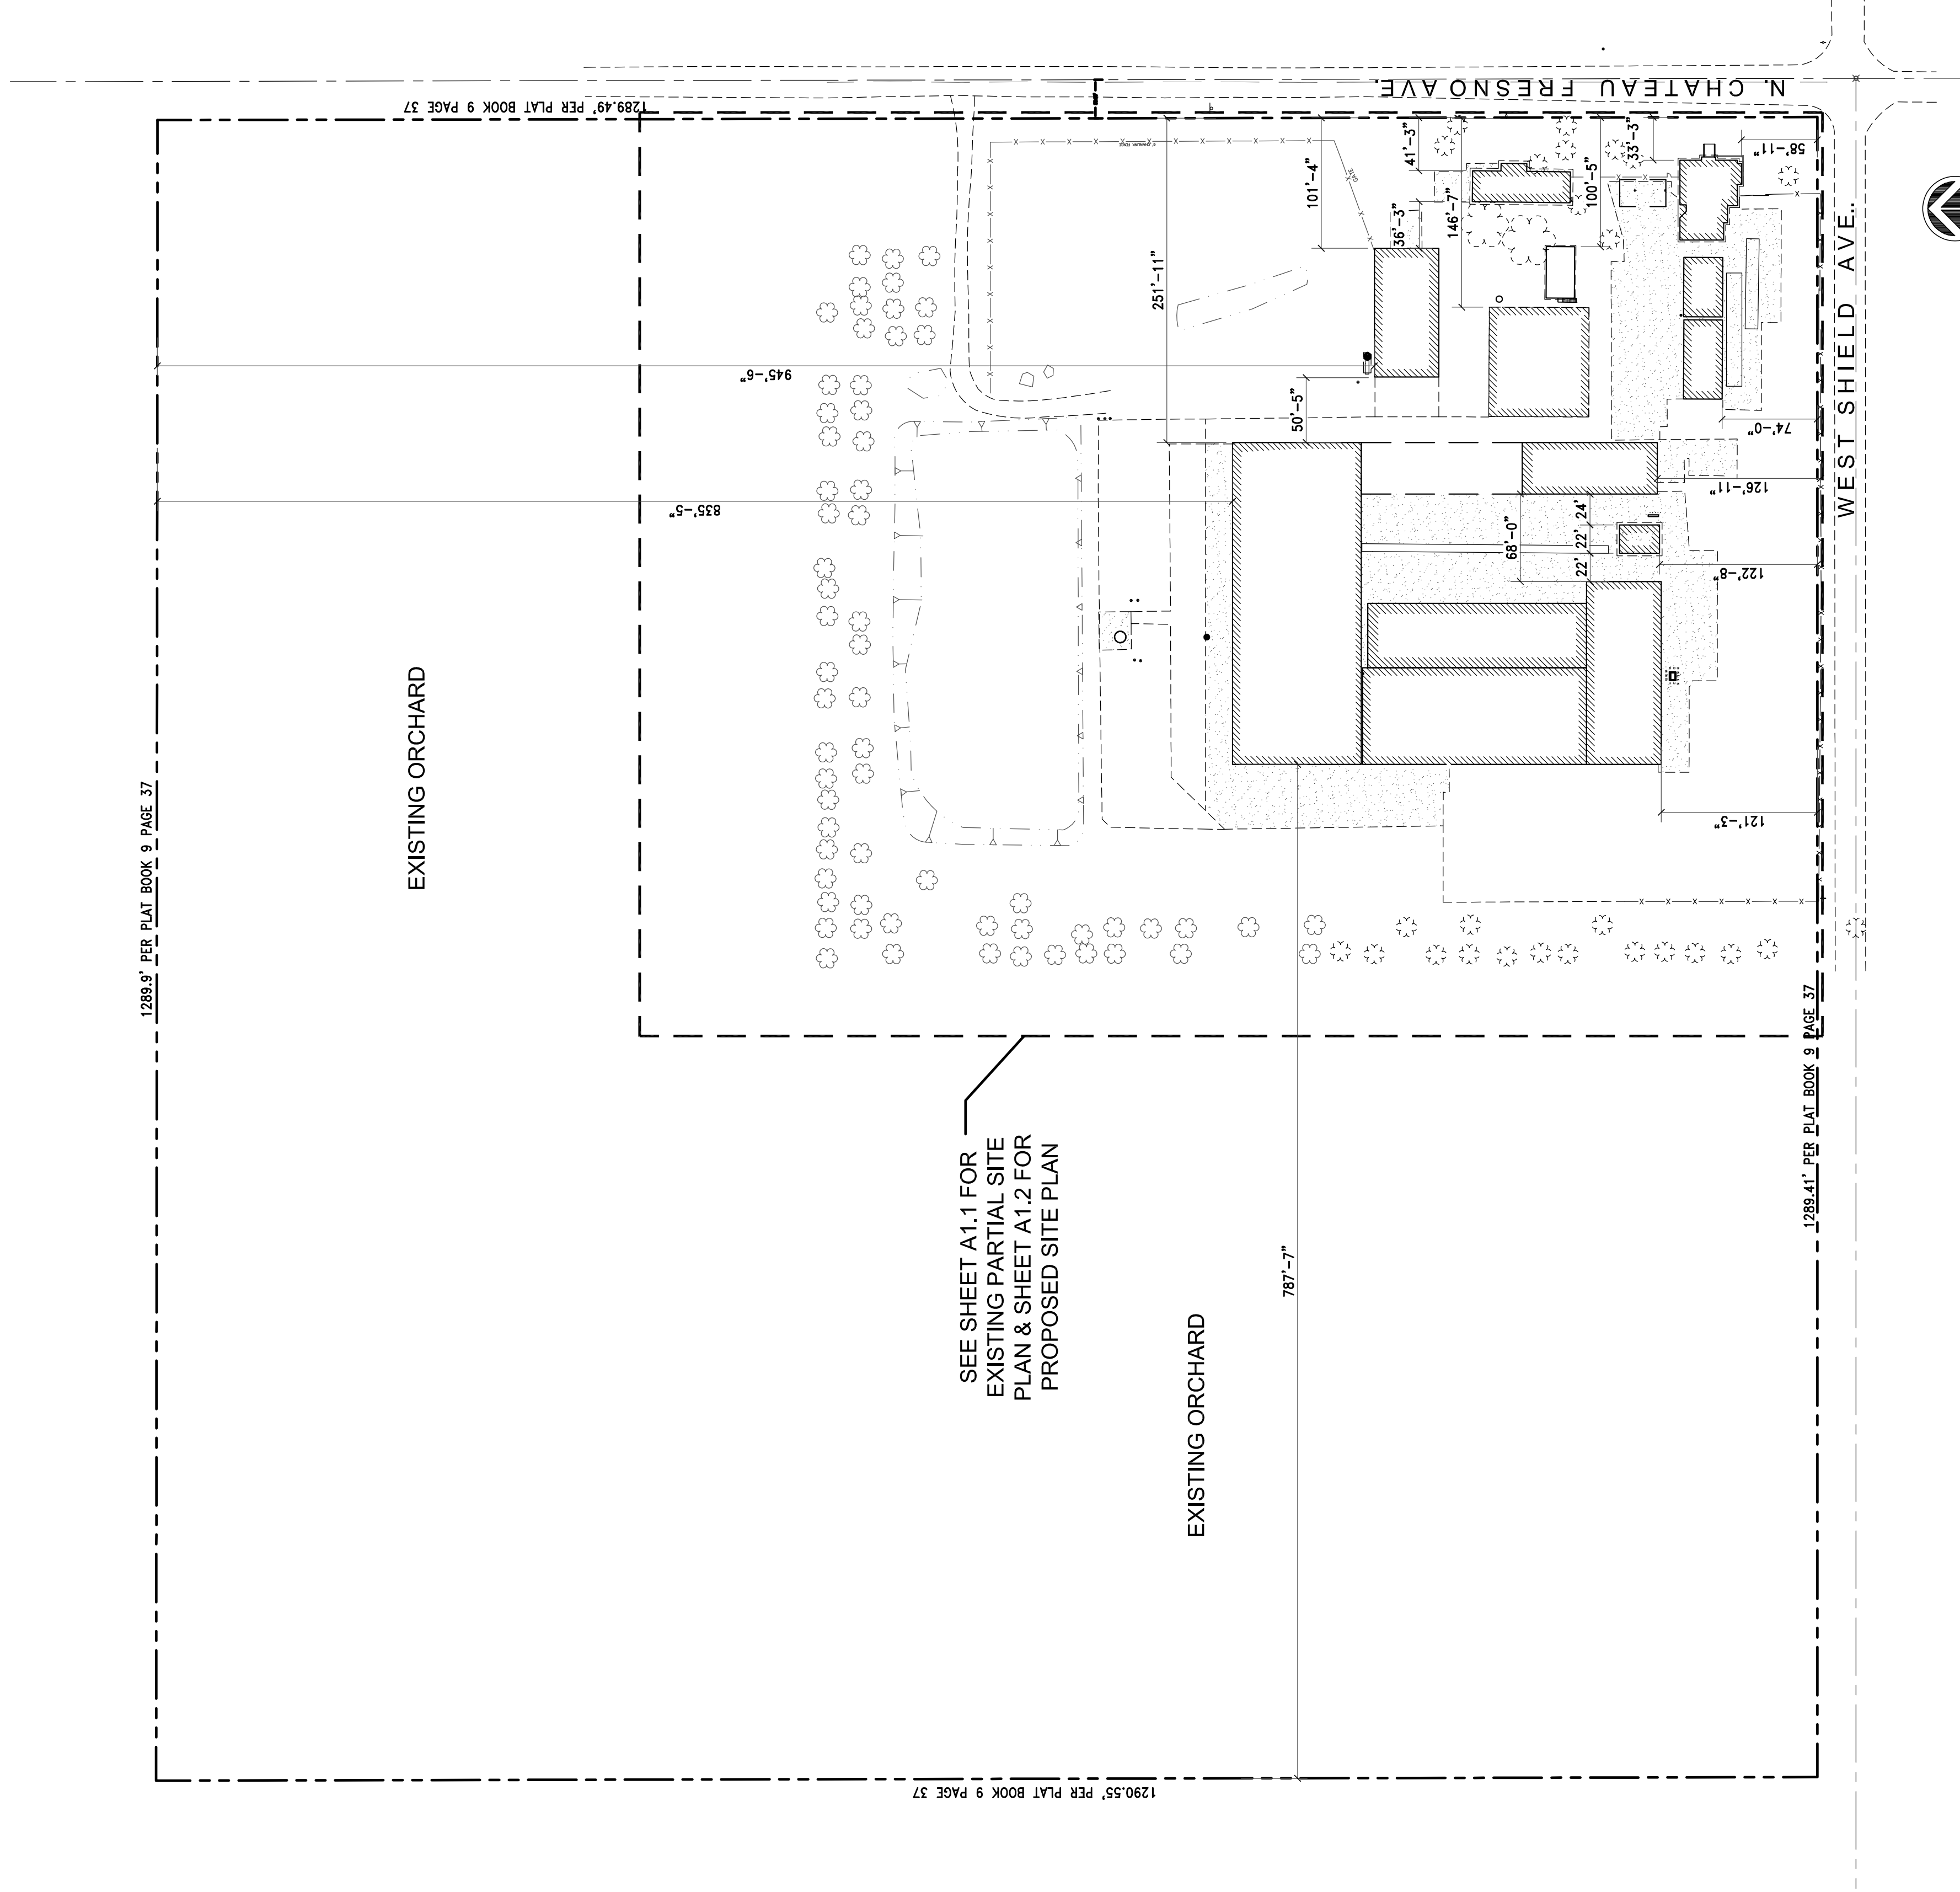 N. CHATEAU FRESNO AVE.
WEST SHIELD AVE.
1289.49' PER PLAT BOOK 9 PAGE 37
1289.9' PER PLAT BOOK 9 PAGE 37
1289.41' PER PLAT BOOK 9 PAGE 37
1290.55' PER PLAT BOOK 9 PAGE 37
EXISTING ORCHARD
EXISTING ORCHARD
SEE SHEET A1.1 FOR
EXISTING PARTIAL SITE
PLAN & SHEET A1.2 FOR
PROPOSED SITE PLAN
GATE
251'-11"
101'-4"
41'-3"
36'-3"
146'-7"
100'-5"
33'-3"
58'-11"
945'-6"
835'-5"
50'-5"
74'-0"
126'-11"
24'
22'
22'
68'-0"
122'-8"
121'-3"
787'-7"